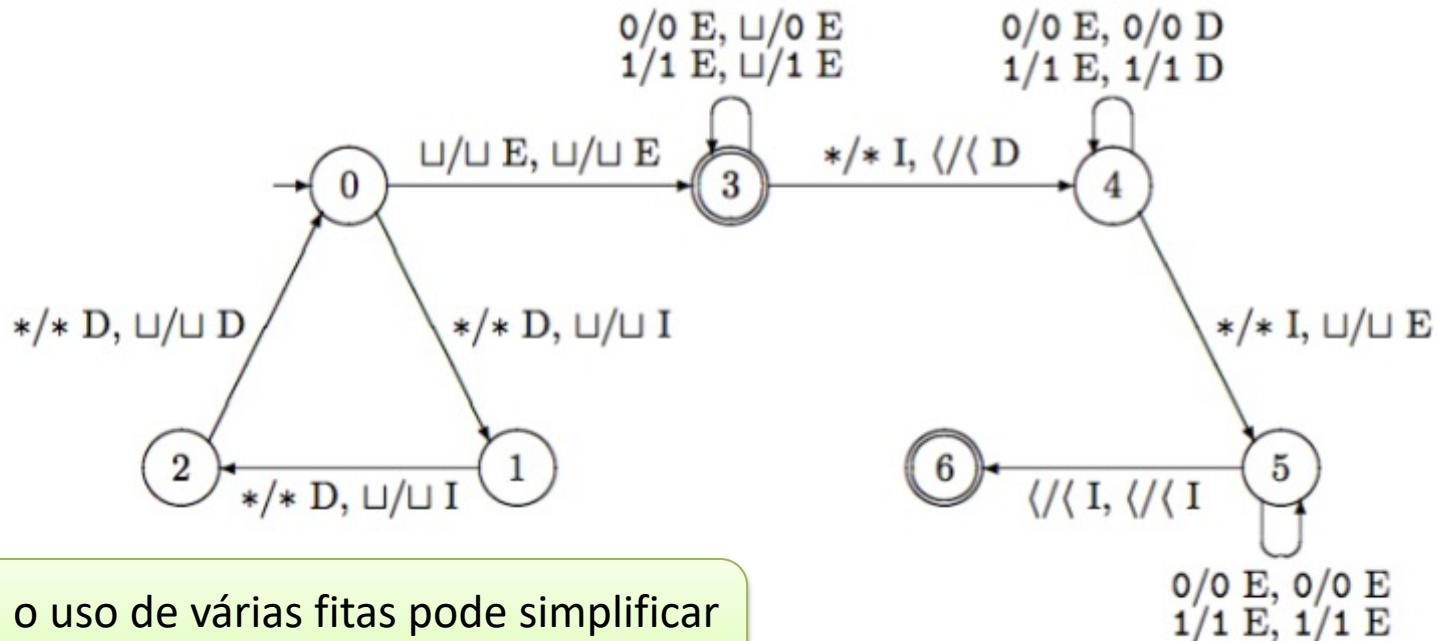 0/0 E, ⊔/0 E
1/1 E, ⊔/1 E
0/0 E, 0/0 D
1/1 E, 1/1 D
0
⊔/⊔ E, ⊔/⊔ E
3
*/* I, ⟨/⟨ D
4
*/* D, ⊔/⊔ D
*/* D, ⊔/⊔ I
*/* I, ⊔/⊔ E
2
*/* D, ⊔/⊔ I
1
6
⟨/⟨ I, ⟨/⟨ I
5
0/0 E, 0/0 E
1/1 E, 1/1 E
o uso de várias fitas pode simplificar